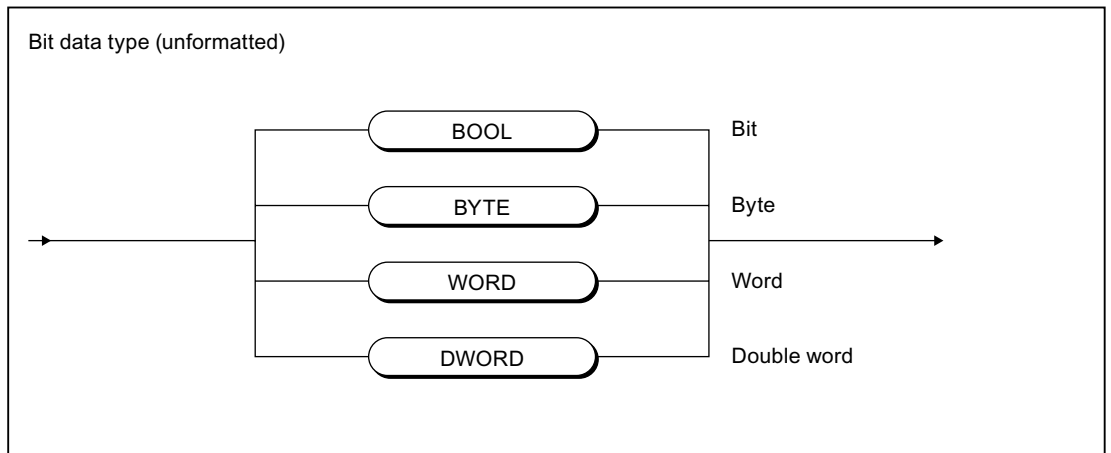 Bit data type (unformatted)
BOOL Bit
BYTE Byte
WORD Word
DWORD Double word